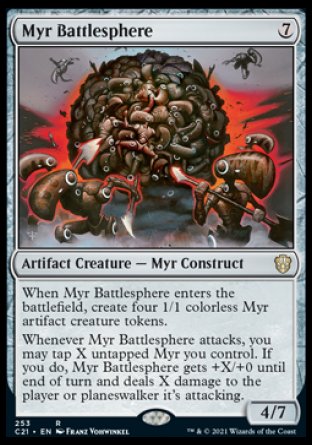 Myr Battlesphere 7
Artifact Creature — Myr Construct
When Myr Battlesphere enters the
battlefield, create four 1/1 colorless Myr
artifact creature tokens.
Whenever Myr Battlesphere attacks, you
may tap X untapped Myr you control. If
you do, Myr Battlesphere gets +X/+0 until
end of turn and deals X damage to the
player or planeswalker it's attacking.
4/7
253 R
C21 • EN Franz Vohwinkel ™ & © 2021 Wizards of the Coast